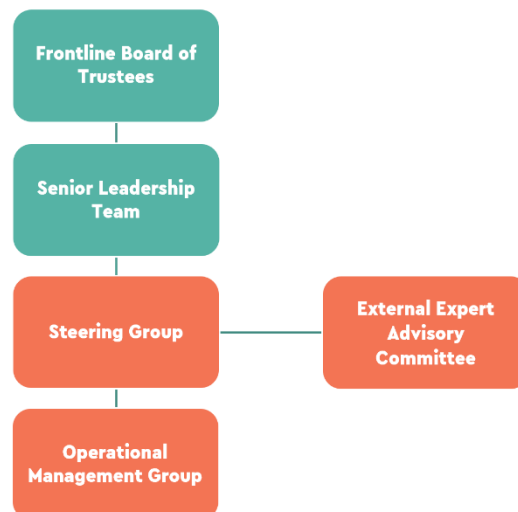 Frontline Board of
Trustees
Senior Leadership
Team
Steering Group
External Expert
Advisory
Committee
Operational
Management Group